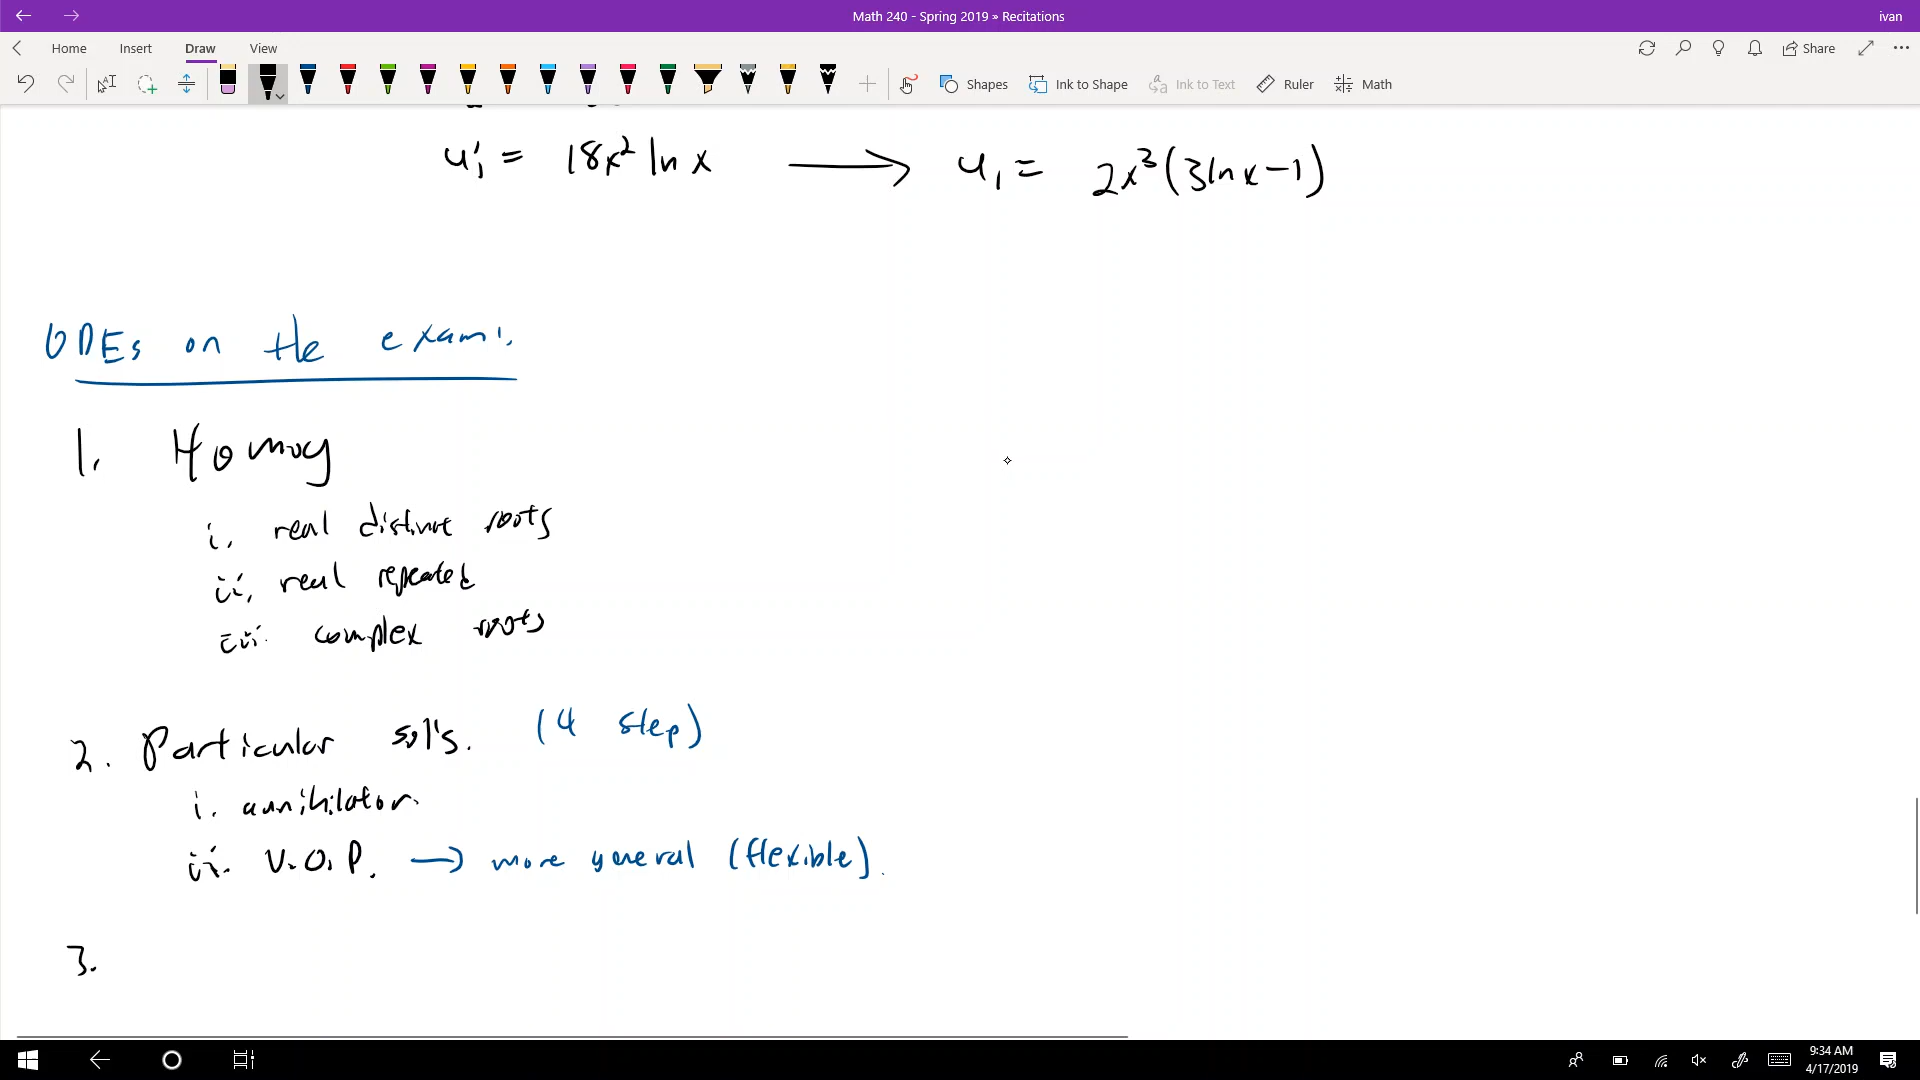 Math 240 - Spring 2019 » Recitations
ivan
Home Insert Draw View
Share
Shapes Ink to Shape Ink to Text Ruler Math
u₁' = 18x² ln x ⟶ u₁ = 2x³(3lnx-1)
ODEs on the exam:
1. Homog
i. real distinct roots
ii. real repeated
iii. complex roots
2. Particular sol's. (4 step)
i. annihilator.
ii. V.O.P. → more general (flexible).
3.
9:34 AM
4/17/2019